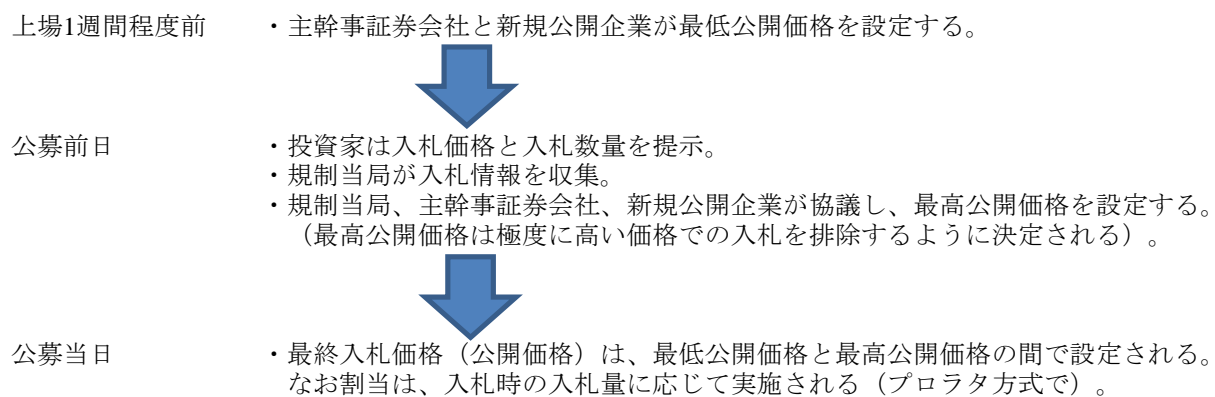 上場1週間程度前 ・主幹事証券会社と新規公開企業が最低公開価格を設定する。
公募前日 ・投資家は入札価格と入札数量を提示。
・規制当局が入札情報を収集。
・規制当局、主幹事証券会社、新規公開企業が協議し、最高公開価格を設定する。
（最高公開価格は極度に高い価格での入札を排除するように決定される）。
公募当日 ・最終入札価格（公開価格）は、最低公開価格と最高公開価格の間で設定される。
なお割当は、入札時の入札量に応じて実施される（プロラタ方式で）。